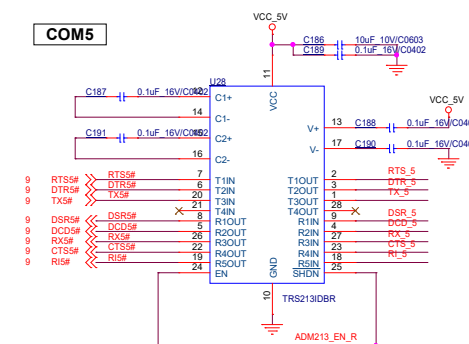 VCC_5V
COM5
C186 10uF_10V/C0603
C189 0.1uF_16V/C0402
U28
11
VCC
VCC_5V
C187 0.1uF_16V/C0402
12 C1+
14 C1-
C191 0.1uF_16V/C0402
C2+
16 C2-
V+ 13 C188 0.1uF_16V/C04
V- 17 C190 0.1uF_16V/C04
9 RTS5# RTS5# 7 T1IN T1OUT 2 RTS_5
9 DTR5# DTR5# 6 T2IN T2OUT 3 DTR_5
9 TX5# TX5# 20 T3IN T3OUT 1 TX_5
21 T4IN T4OUT 28
9 DSR5# DSR5# 8 R1OUT R1IN 9 DSR_5
9 DCD5# DCD5# 5 R2OUT R2IN 4 DCD_5
9 RX5# RX5# 26 R3OUT R3IN 27 RX_5
9 CTS5# CTS5# 22 R4OUT R4IN 23 CTS_5
9 RI5# RI5# 19 R5OUT R5IN 18 RI_5
24 EN SHDN 25
GND
10
TRS213IDBR
ADM213_EN_R